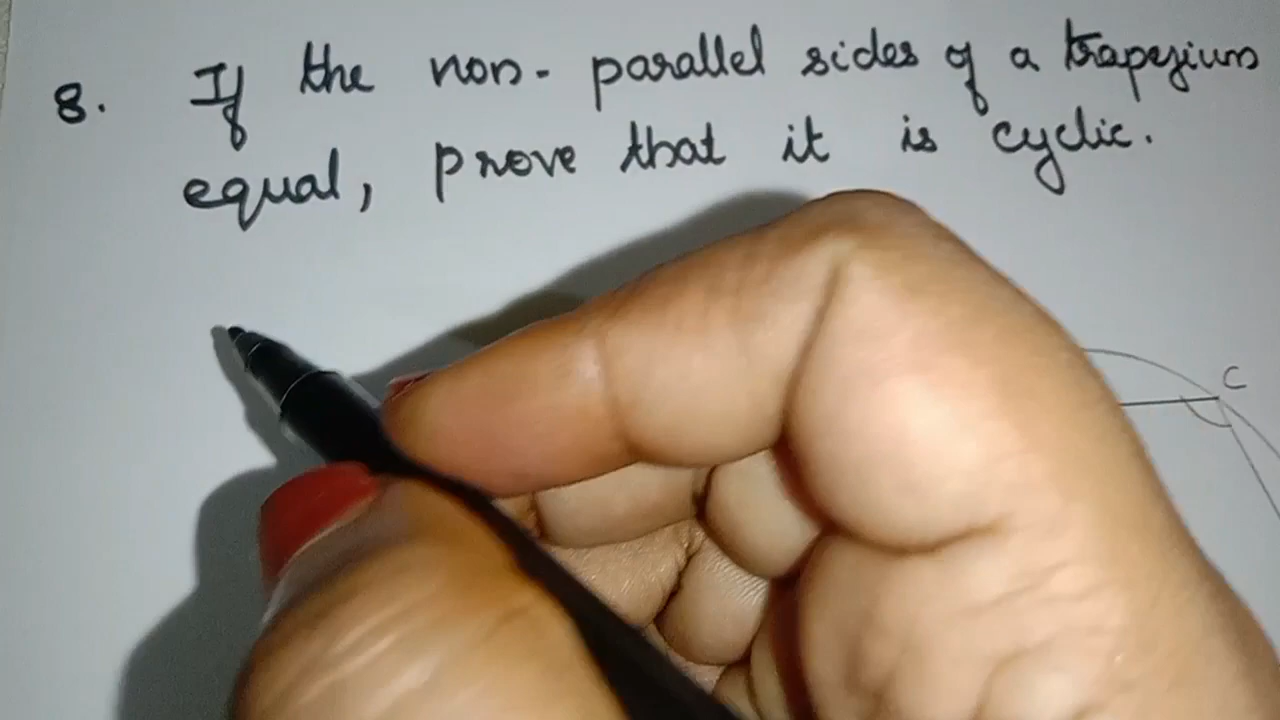 8. If the non-parallel sides of a trapezium
equal, prove that it is cyclic.
C